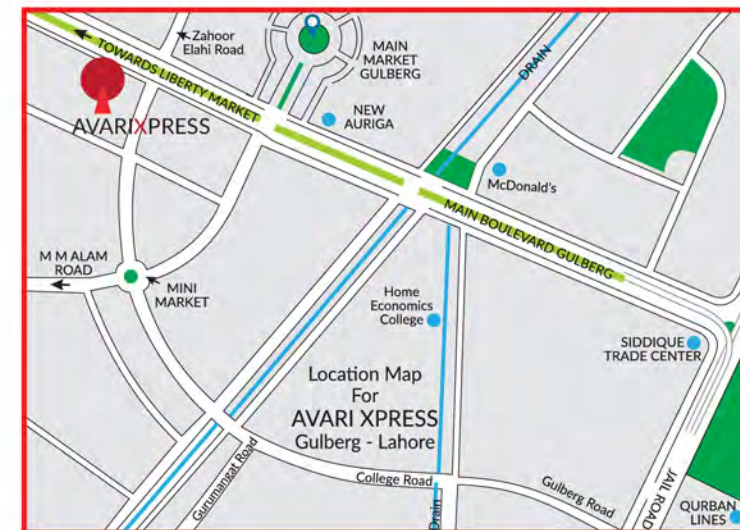 Zahoor
Elahi Road
MAIN
MARKET
GULBERG
TOWARDS LIBERTY MARKET
DRAIN
AVARIXPRESS
NEW
AURIGA
McDonald's
MAIN BOULEVARD GULBERG
M M ALAM
ROAD
MINI
MARKET
Home
Economics
College
SIDDIQUE
TRADE CENTER
Location Map
For
AVARI XPRESS
Gulberg - Lahore
Gurumangat Road
College Road
Drain
Gulberg Road
JAIL ROAD
QURBAN
LINES